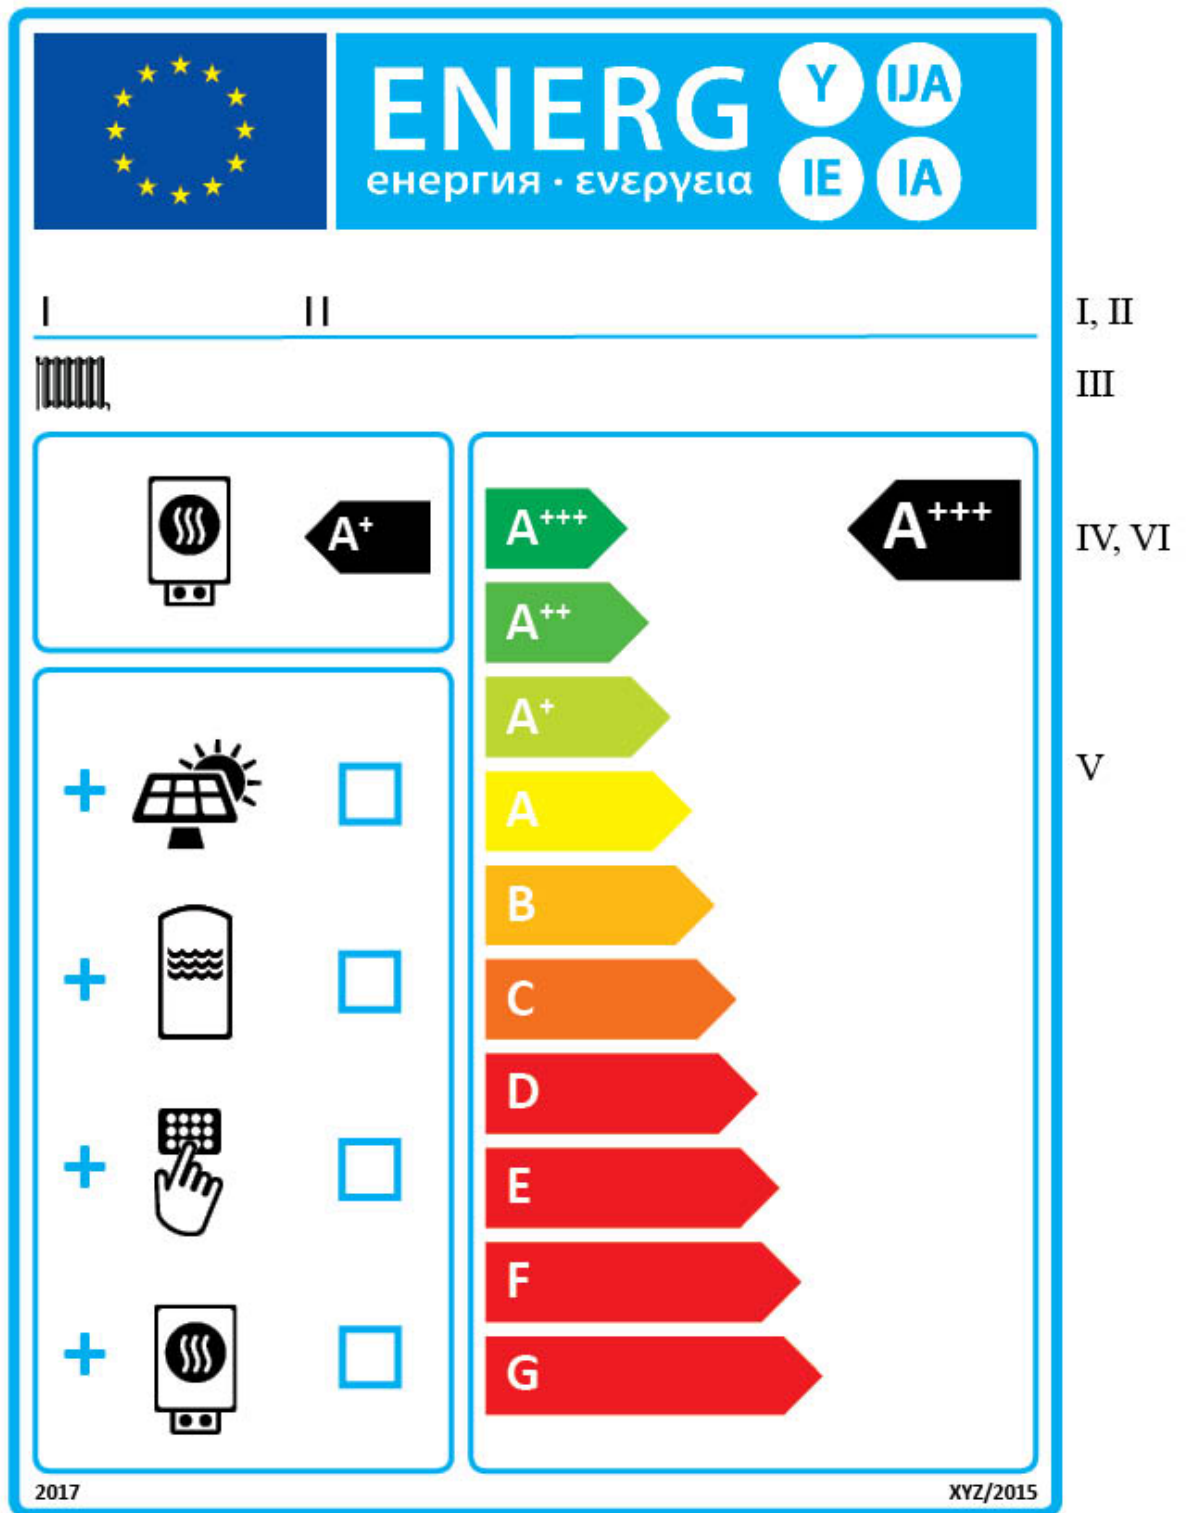 ENERG Y IJA
енергия · ενεργεια IE IA
I II I, II
III
A+ A+++ A+++ IV, VI
A++
A+
V
A
B
C
D
E
F
G
2017 XYZ/2015